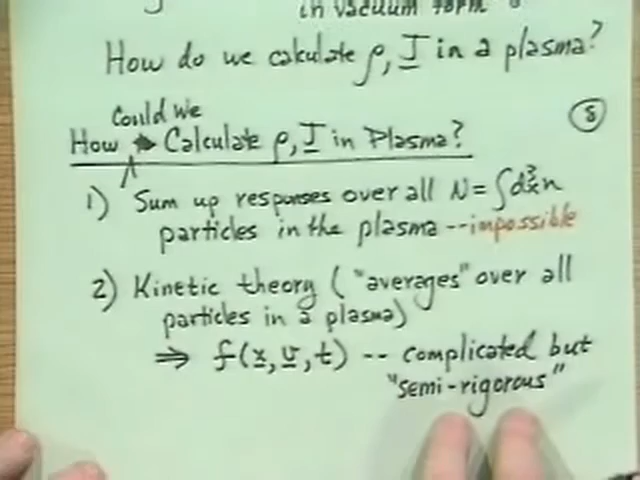 in vacuum form
How do we calculate ρ, J in a plasma?
Could We
How Calculate ρ, J in Plasma?
8
1) Sum up responses over all N = ∫d³x n
particles in the plasma -- impossible
2) Kinetic theory ( "averages" over all
particles in a plasma)
⇒ f(x, v, t) -- complicated but
"semi-rigorous"